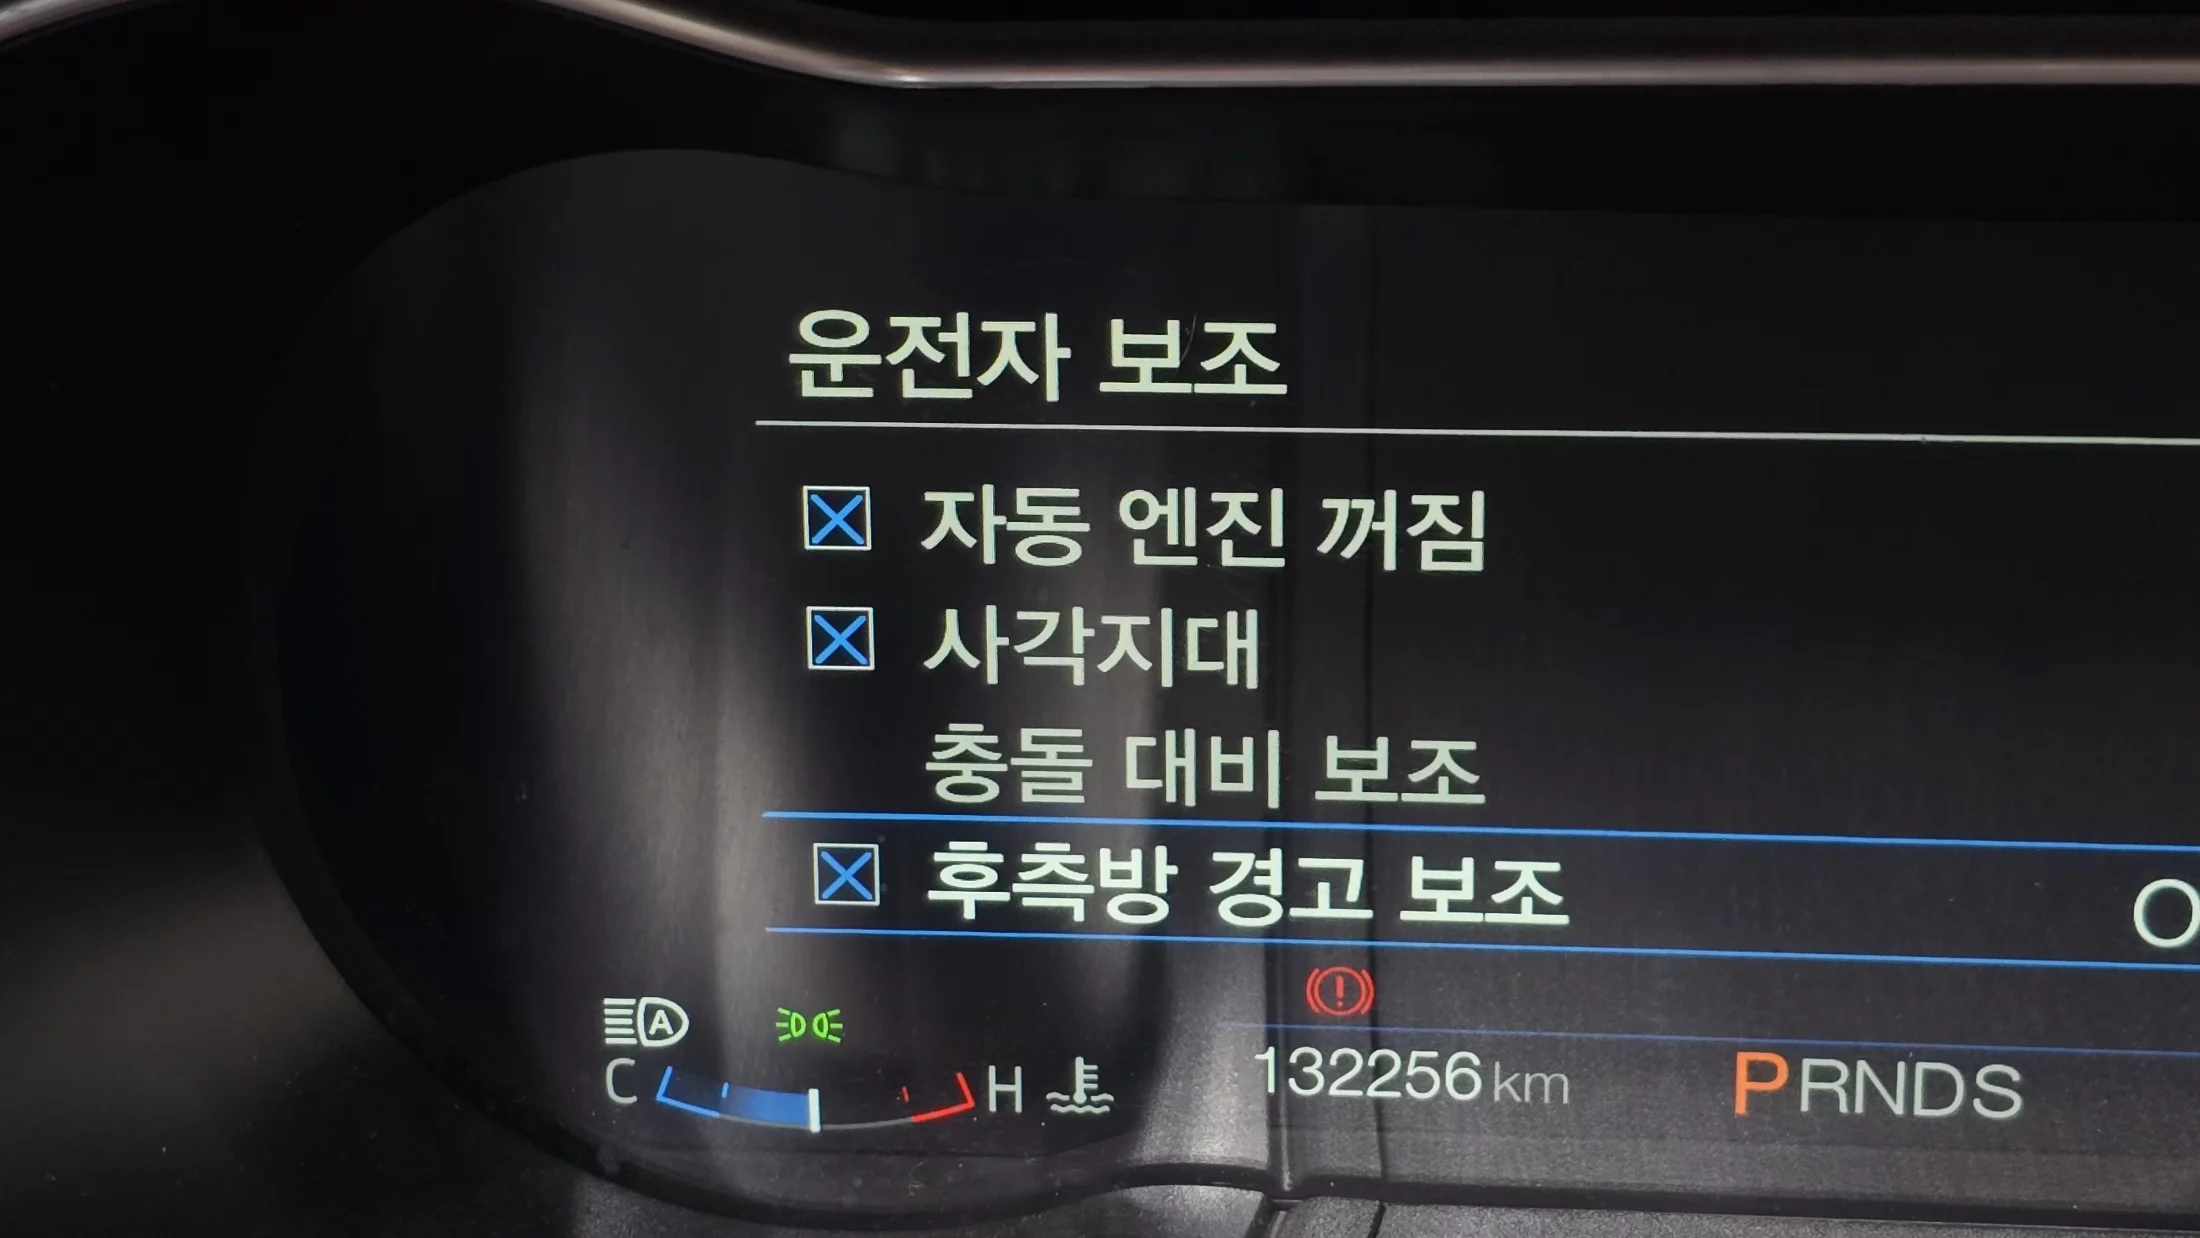 운전자 보조
자동 엔진 꺼짐
사각지대
충돌 대비 보조
후측방 경고 보조 O
A
C H
132256 km PRNDS